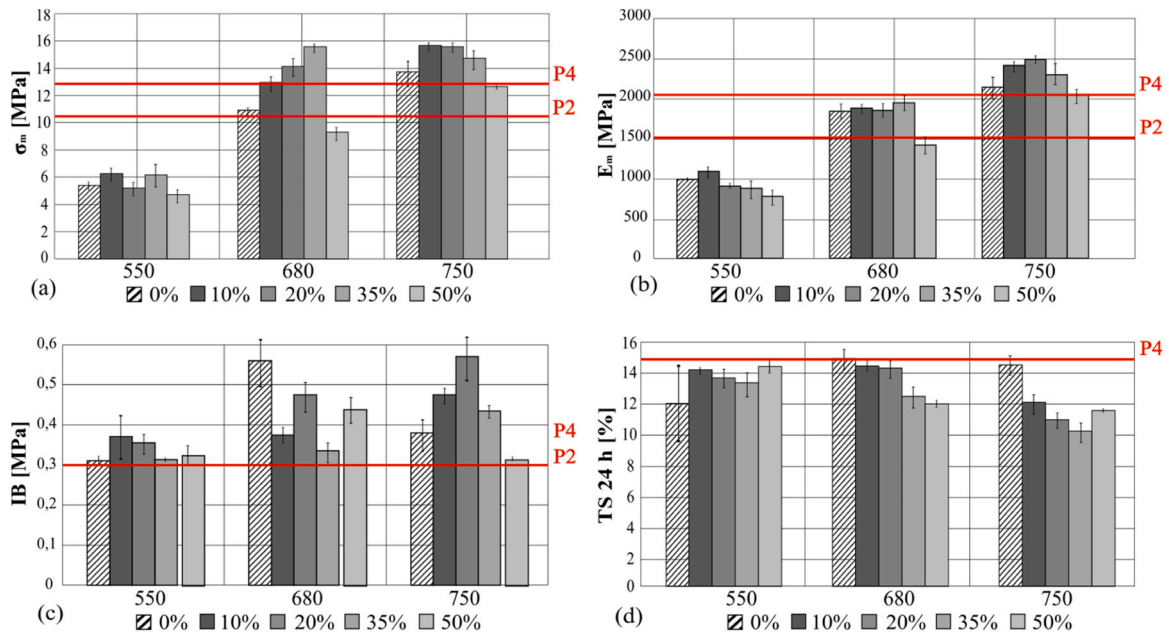 18
16
14
12
10
8
6
4
2
0
σₘ [MPa]
P4
P2
550 680 750
(a)
0% 10% 20% 35% 50%
3000
2500
2000
1500
1000
500
0
Eₘ [MPa]
P4
P2
550 680 750
b)
0% 10% 20% 35% 50%
0,6
0,5
0,4
0,3
0,2
0,1
0
IB [MPa]
P4
P2
550 680 750
(c)
0% 10% 20% 35% 50%
16
14
12
10
8
6
4
2
0
TS 24 h [%]
P4
550 680 750
d)
0% 10% 20% 35% 50%